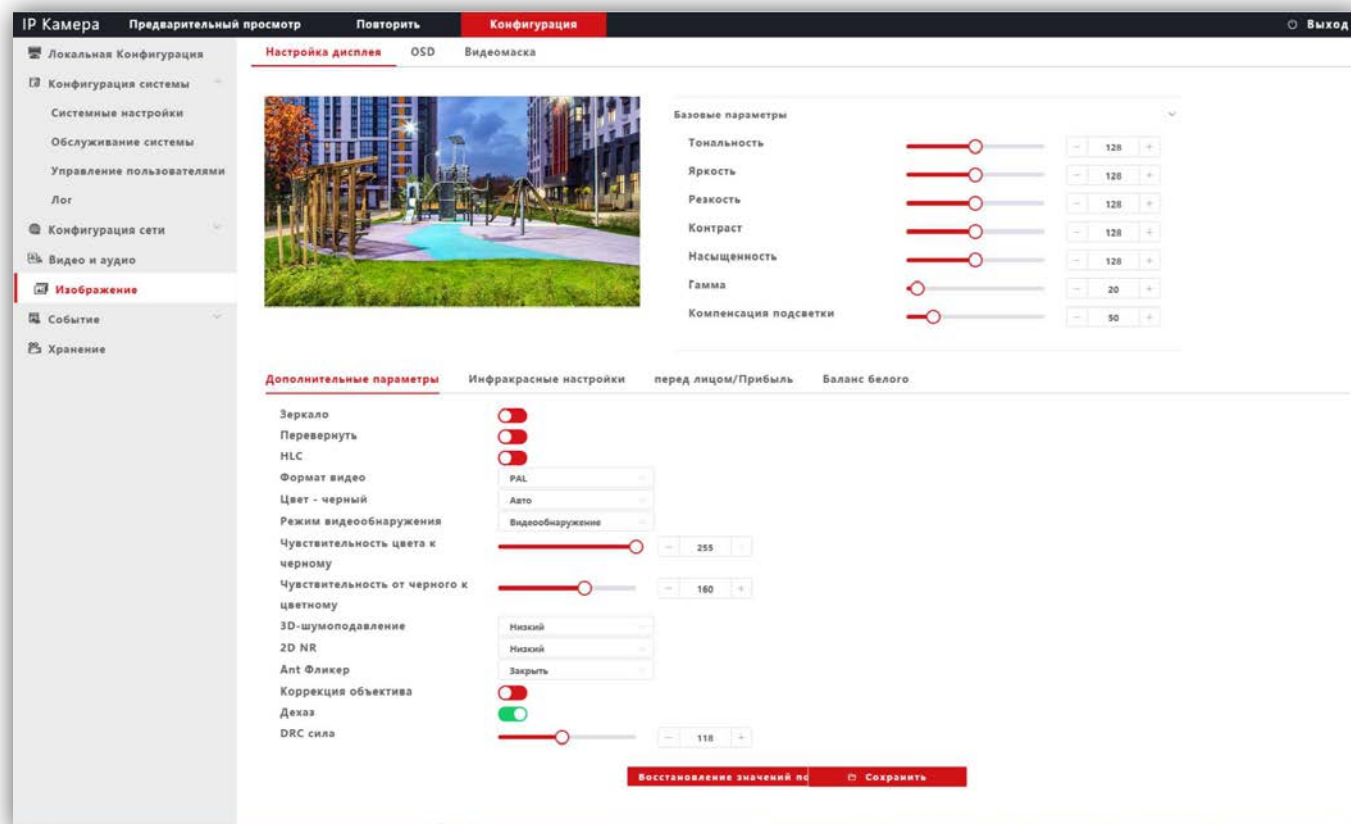 IP Камера Предварительный просмотр Повторить Конфигурация Выход
Локальная Конфигурация
Конфигурация системы
Системные настройки
Обслуживание системы
Управление пользователями
Лог
Конфигурация сети
Видео и аудио
Изображение
Событие
Хранение
Настройка дисплея OSD Видеомаска
Базовые параметры
Тональность 128
Яркость 128
Резкость 128
Контраст 128
Насыщенность 128
Гамма 20
Компенсация подсветки 50
Дополнительные параметры Инфракрасные настройки перед лицом/Прибыль Баланс белого
Зеркало
Перевернуть
HLC
Формат видео PAL
Цвет - черный Авто
Режим видеообнаружения Видеообнаружение
Чувствительность цвета к
черному 255
Чувствительность от черного к
цветному 160
3D-шумоподавление Низкий
2D NR Низкий
Ant Фликер Закрыть
Коррекция объектива
Дехаз
DRC сила 118
Восстановление значений по Сохранить